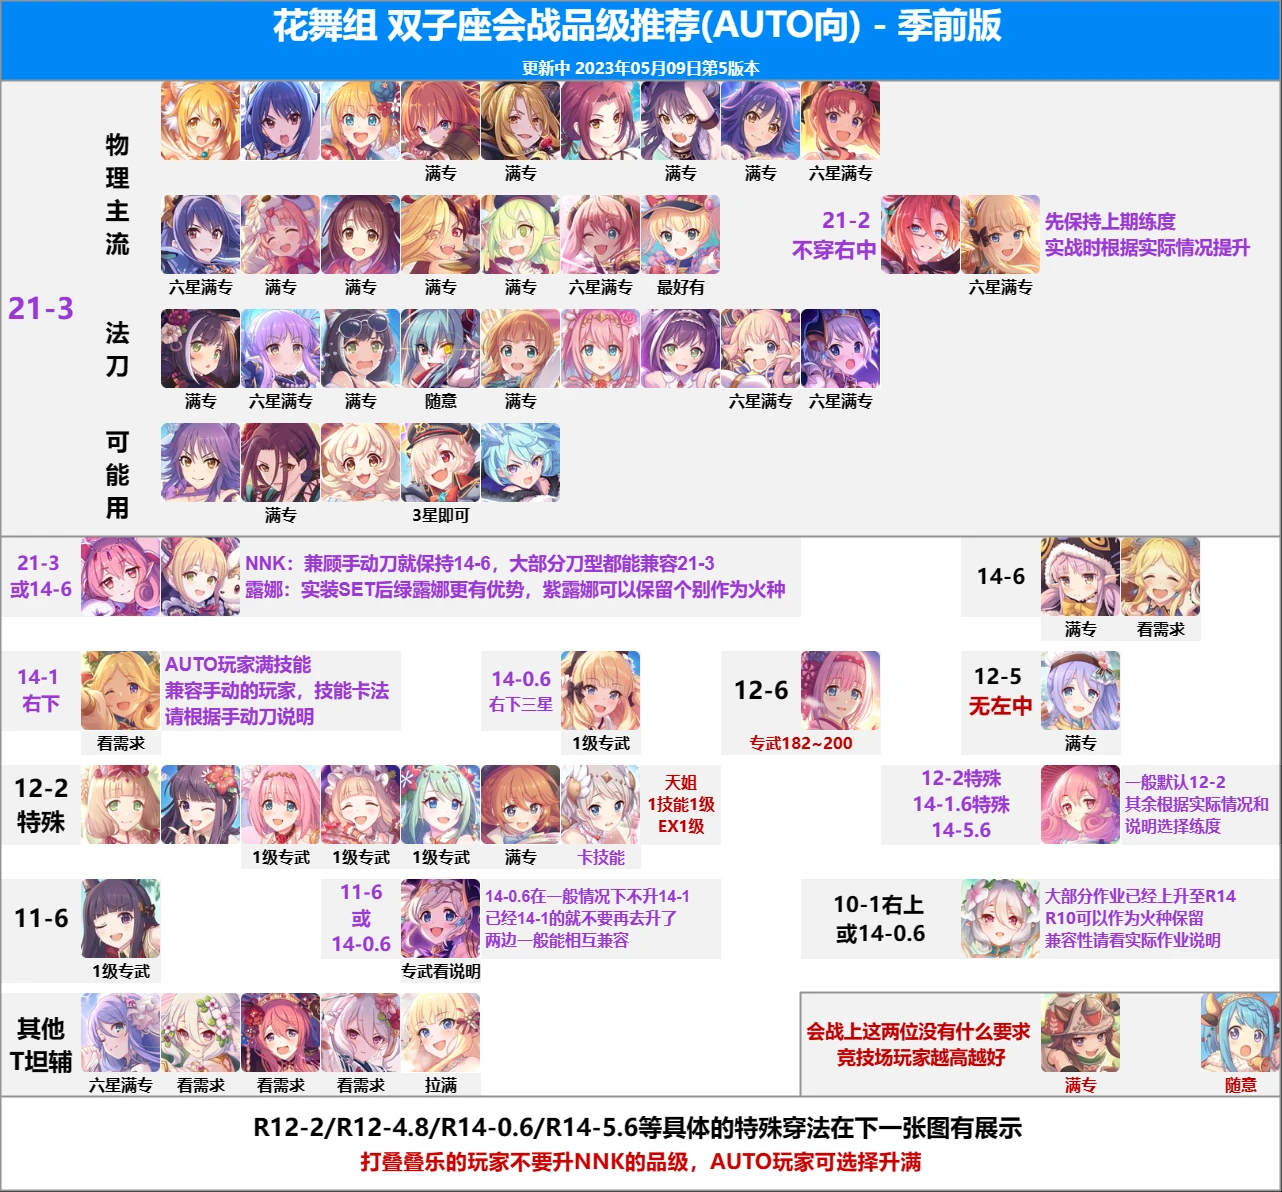 花舞组 双子座会战品级推荐(AUTO向) - 季前版
更新中 2023年05月09日第5版本
21-3
物理主流
满专
满专
满专
满专
六星满专
六星满专
满专
满专
满专
满专
六星满专
最好有
21-2
不穿右中
六星满专
先保持上期练度
实战时根据实际情况提升
法刀
满专
六星满专
满专
随意
满专
六星满专
六星满专
可能用
满专
3星即可
21-3
或14-6
NNK：兼顾手动刀就保持14-6，大部分刀型都能兼容21-3
露娜：实装SET后绿露娜更有优势，紫露娜可以保留个别作为火种
14-6
满专
看需求
14-1
右下
看需求
AUTO玩家满技能
兼容手动的玩家，技能卡法
请根据手动刀说明
14-0.6
右下三星
1级专武
12-6
专武182~200
12-5
无左中
满专
12-2
特殊
1级专武
1级专武
1级专武
满专
卡技能
天姐
1技能1级
EX1级
12-2特殊
14-1.6特殊
14-5.6
一般默认12-2
其余根据实际情况和
说明选择练度
11-6
1级专武
11-6
或
14-0.6
专武看说明
14-0.6在一般情况下不升14-1
已经14-1的就不要再去升了
两边一般能相互兼容
10-1右上
或14-0.6
大部分作业已经上升至R14
R10可以作为火种保留
兼容性请看实际作业说明
其他
T坦辅
六星满专
看需求
看需求
看需求
拉满
会战上这两位没有什么要求
竞技场玩家越高越好
满专
随意
R12-2/R12-4.8/R14-0.6/R14-5.6等具体的特殊穿法在下一张图有展示
打叠叠乐的玩家不要升NNK的品级，AUTO玩家可选择升满